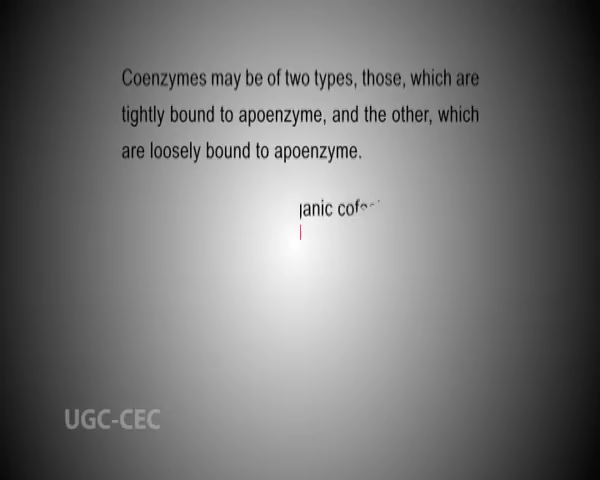 Coenzymes may be of two types, those, which are
tightly bound to apoenzyme, and the other, which
are loosely bound to apoenzyme.
UGC-CEC